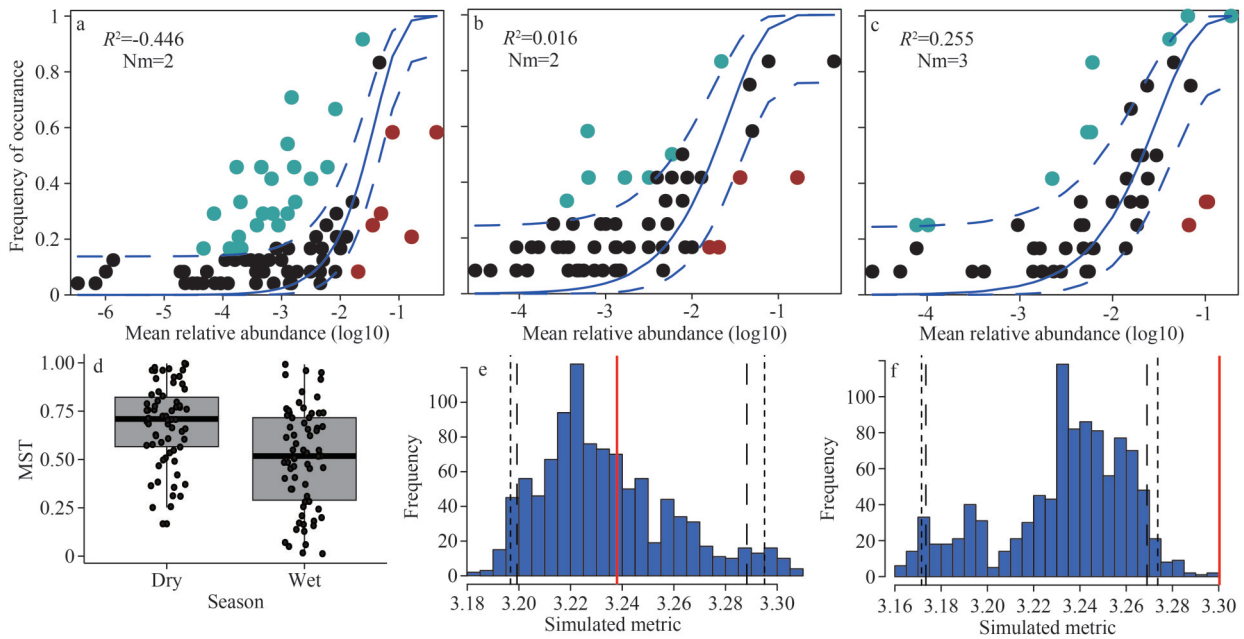 a
R²=-0.446
Nm=2
b
R²=0.016
Nm=2
c
R²=0.255
Nm=3
Frequency of occurance
1
0.8
0.6
0.4
0.2
0
-6 -5 -4 -3 -2 -1
Mean relative abundance (log10)
-4 -3 -2 -1
Mean relative abundance (log10)
-4 -3 -2 -1
Mean relative abundance (log10)
d
MST
1.00
0.75
0.50
0.25
0
Dry Wet
Season
e
Frequency
100
80
60
40
20
0
3.18 3.20 3.22 3.24 3.26 3.28 3.30
Simulated metric
f
Frequency
100
80
60
40
20
0
3.16 3.18 3.20 3.22 3.24 3.26 3.28 3.30
Simulated metric